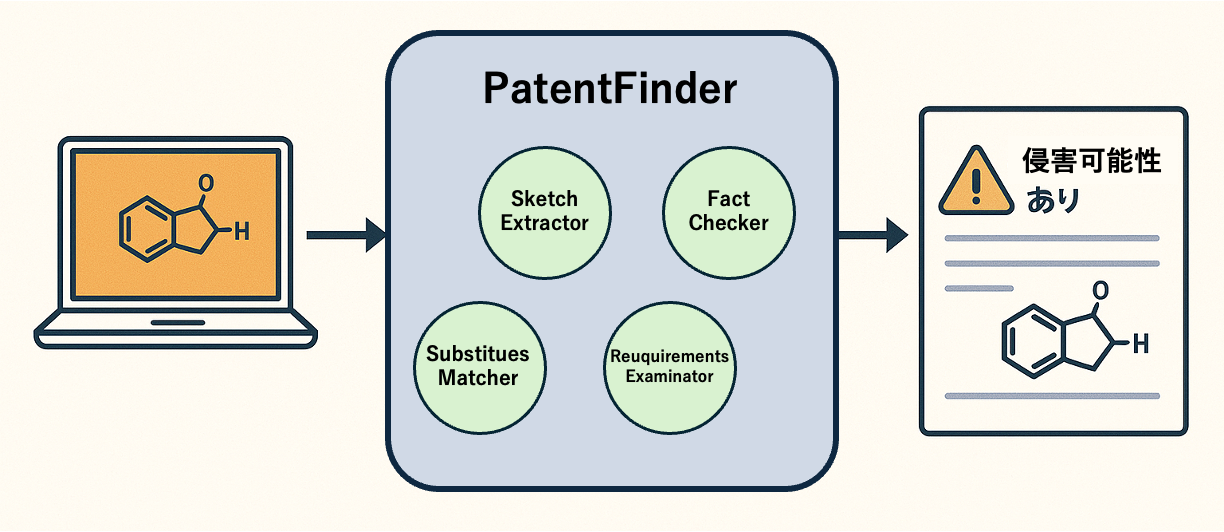 PatentFinder
O
H
Sketch
Extractor
Fact
Checker
Substitues
Matcher
Reuquirements
Examinator
侵害可能性
あり
O
H